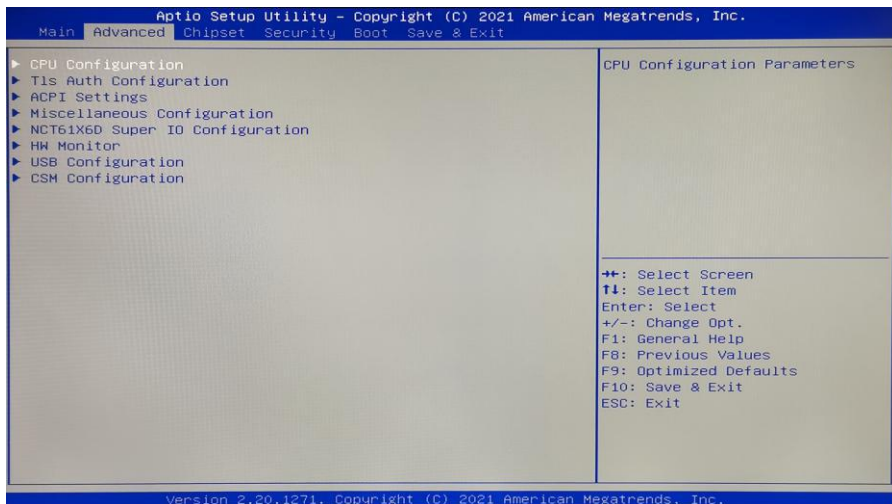 Aptio Setup Utility – Copyright (C) 2021 American Megatrends, Inc.
Main Advanced Chipset Security Boot Save & Exit
▶ CPU Configuration
▶ Tls Auth Configuration
▶ ACPI Settings
▶ Miscellaneous Configuration
▶ NCT61X6D Super IO Configuration
▶ HW Monitor
▶ USB Configuration
▶ CSM Configuration
CPU Configuration Parameters
→←: Select Screen
↑↓: Select Item
Enter: Select
+/-: Change Opt.
F1: General Help
F8: Previous Values
F9: Optimized Defaults
F10: Save & Exit
ESC: Exit
Version 2.20.1271. Copyright (C) 2021 American Megatrends, Inc.